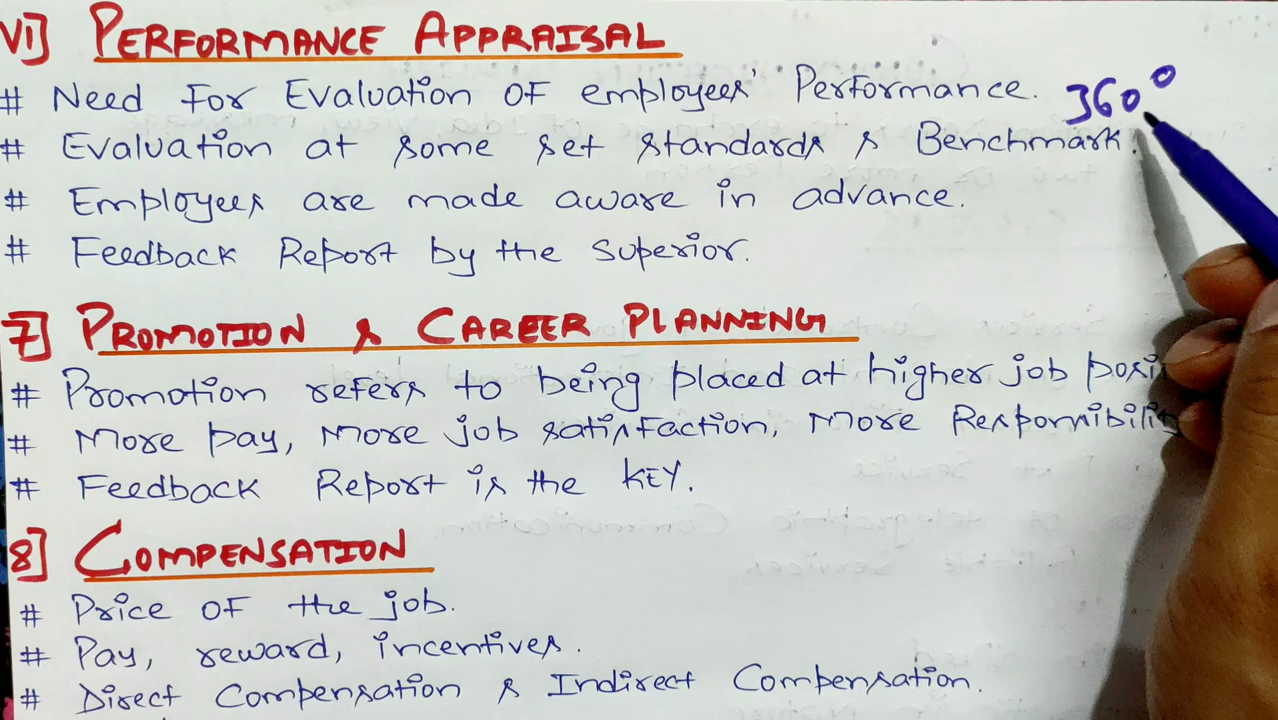 VI] PERFORMANCE APPRAISAL
# Need For Evaluation OF employees' Performance. 360°
# Evaluation at some set standards & Benchmark.
# Employees are made aware in advance.
# Feedback Report by the superior.
7] PROMOTION & CAREER PLANNING
# Promotion refers to being placed at higher job positi
# More pay, More job satisfaction, More Responsibility
# Feedback Report is the KEY.
8] COMPENSATION
# Price OF the job.
# Pay, reward, incentives.
# Direct Compensation & Indirect Compensation.